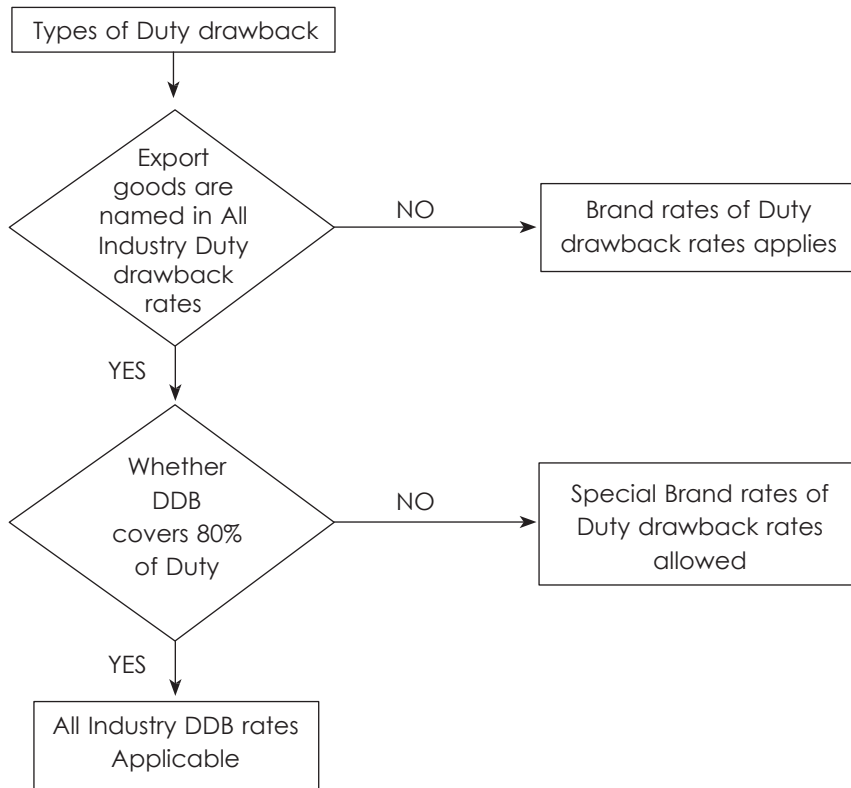 Types of Duty drawback
Export
goods are
named in All
Industry Duty
drawback
rates
NO
Brand rates of Duty
drawback rates applies
YES
Whether
DDB
covers 80%
of Duty
NO
Special Brand rates of
Duty drawback rates
allowed
YES
All Industry DDB rates
Applicable